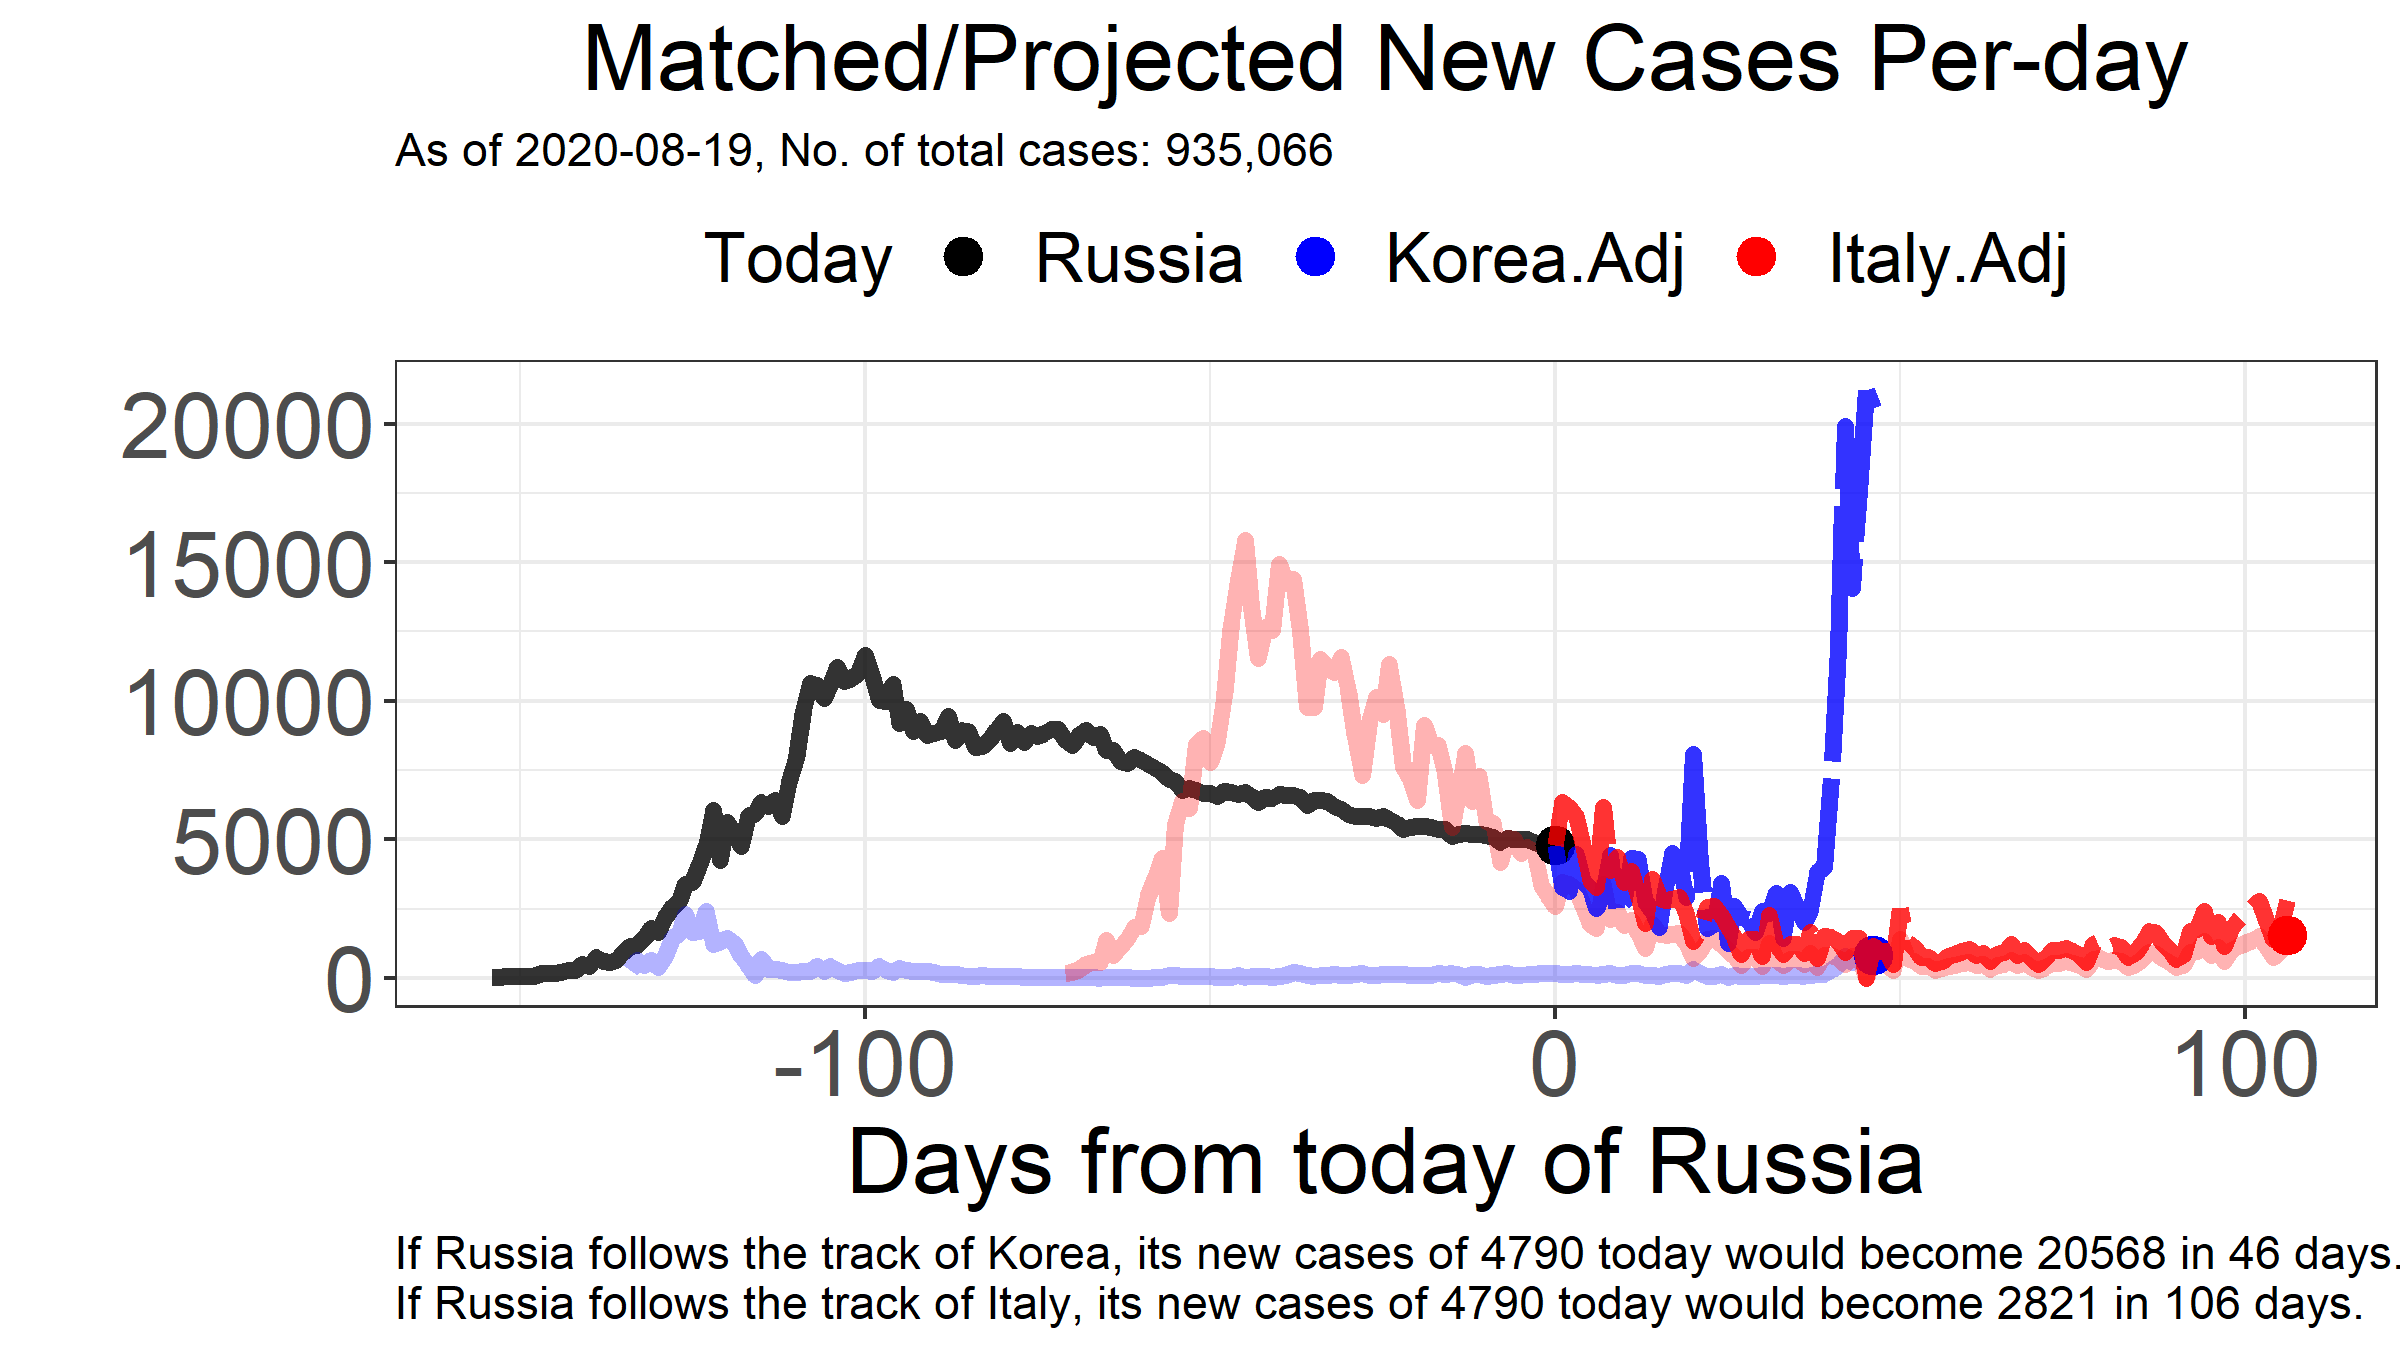 Matched/Projected New Cases Per-day
As of 2020-08-19, No. of total cases: 935,066
Today Russia Korea.Adj Italy.Adj
20000
15000
10000
5000
0
-100 0 100
Days from today of Russia
If Russia follows the track of Korea, its new cases of 4790 today would become 20568 in 46 days.
If Russia follows the track of Italy, its new cases of 4790 today would become 2821 in 106 days.